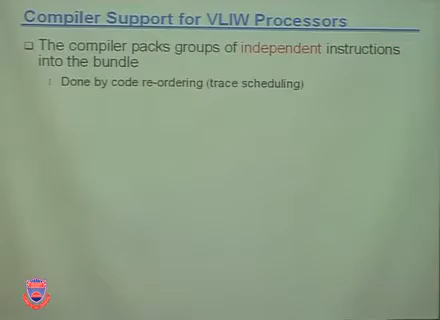 Compiler Support for VLIW Processors
The compiler packs groups of independent instructions
into the bundle
Done by code re-ordering (trace scheduling)